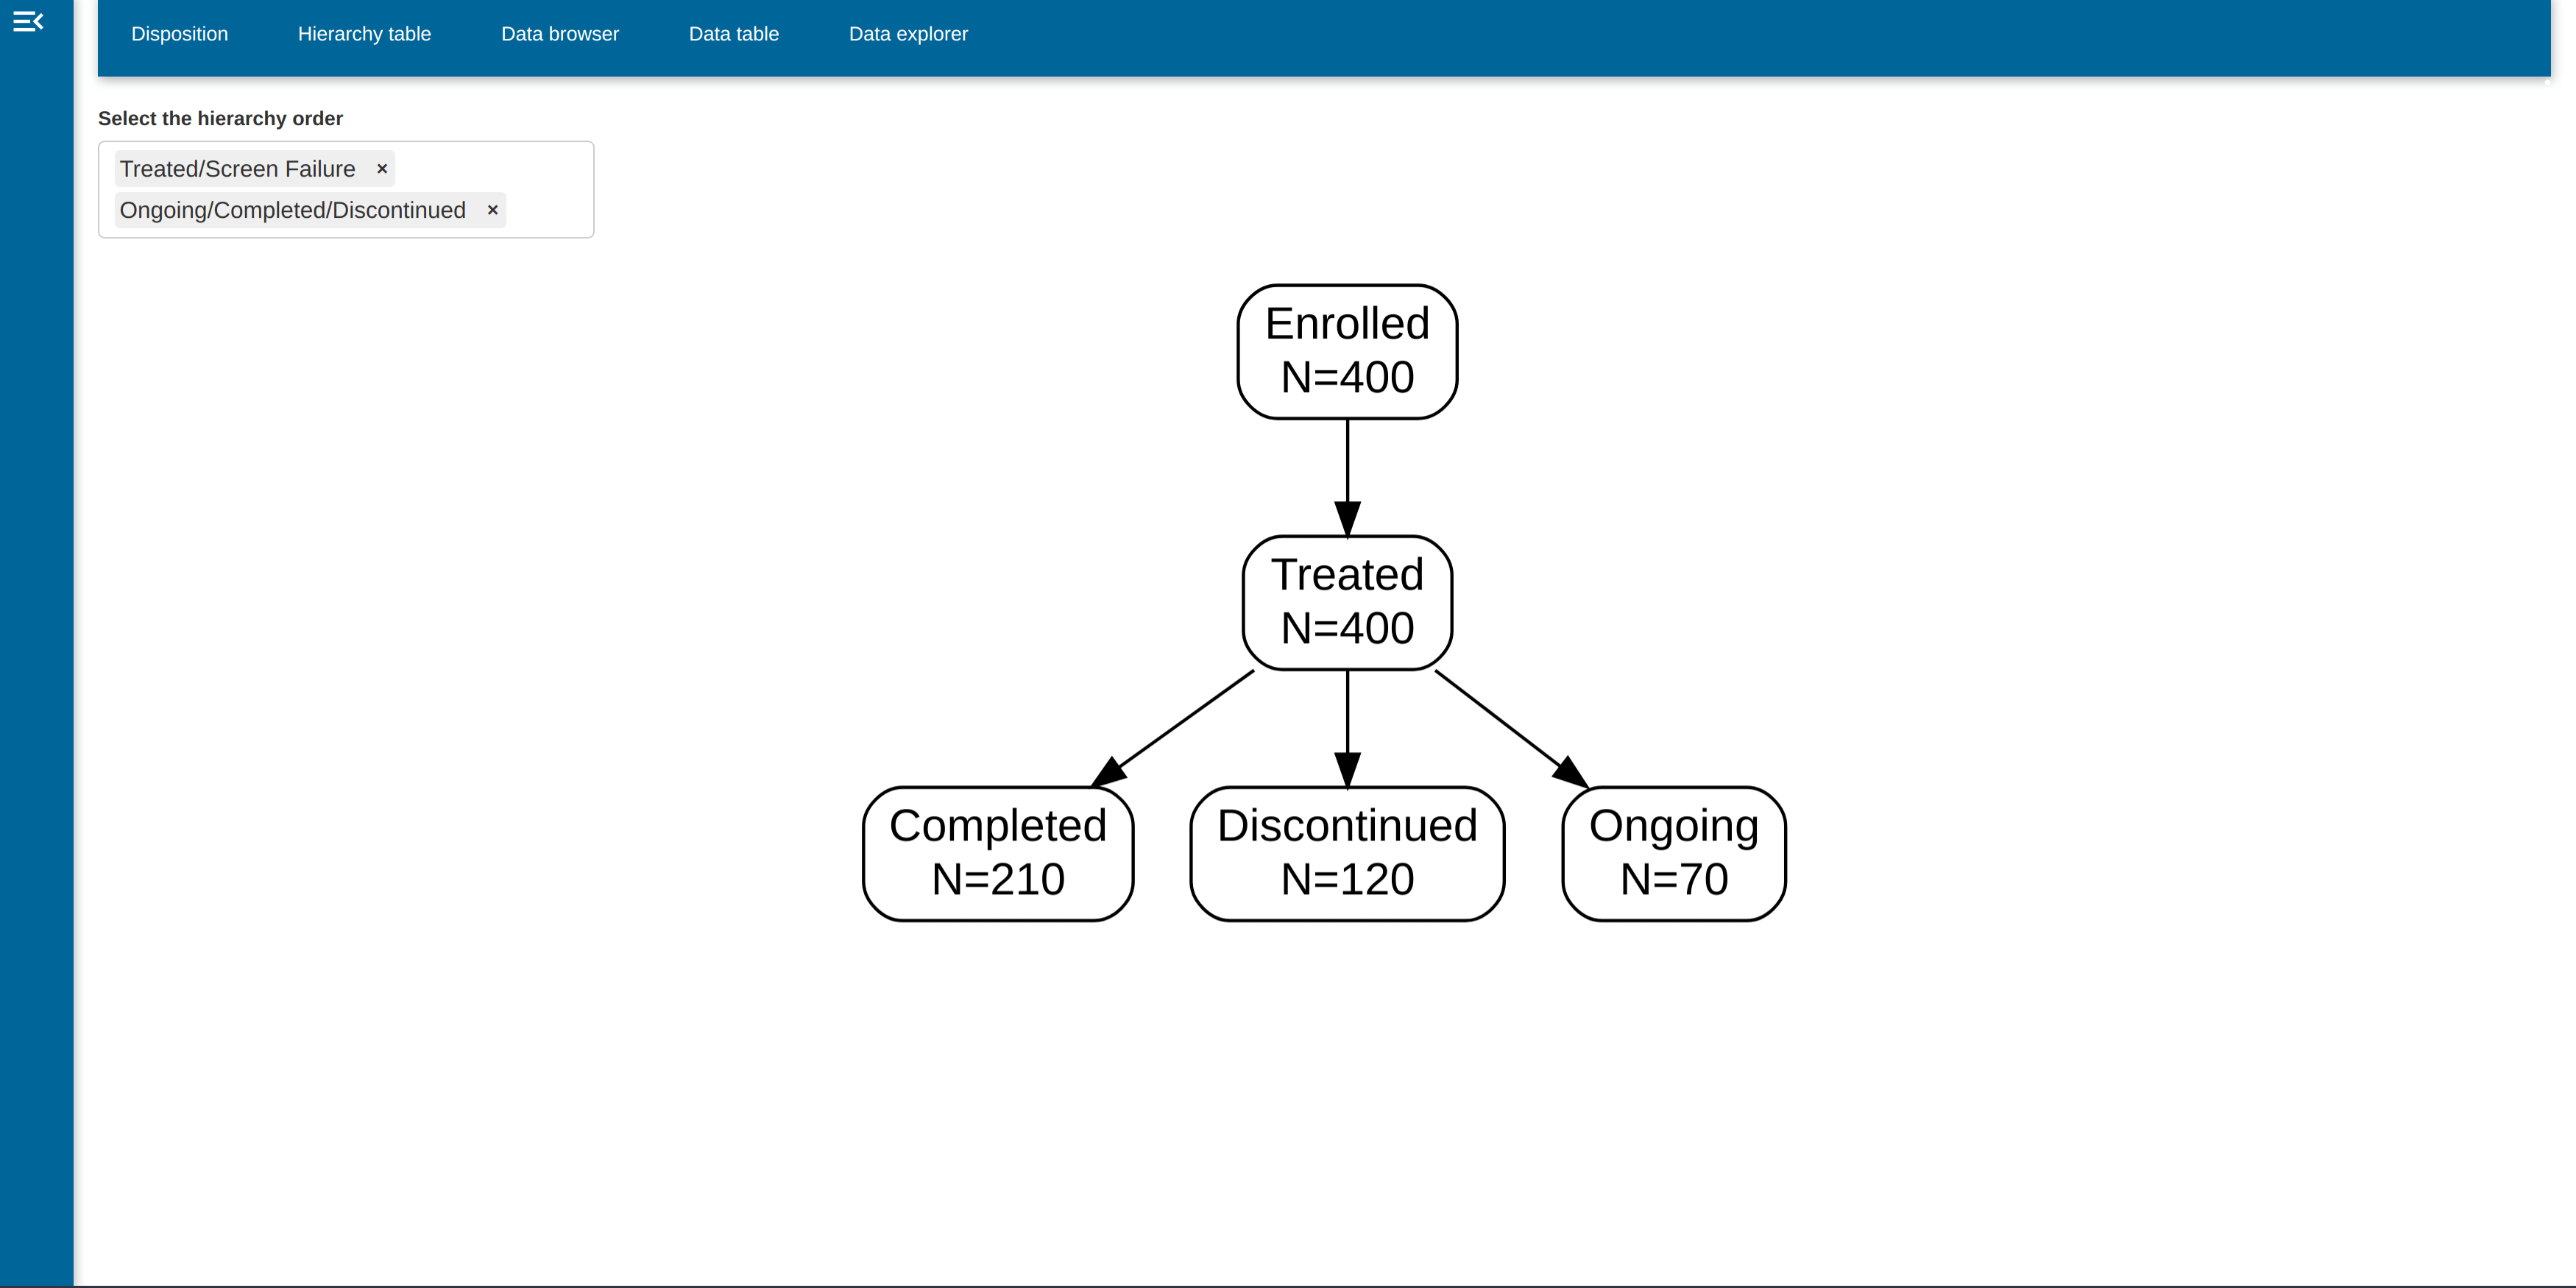 Disposition Hierarchy table Data browser Data table Data explorer
Select the hierarchy order
Treated/Screen Failure ×
Ongoing/Completed/Discontinued ×
Enrolled
N=400
Treated
N=400
Completed
N=210
Discontinued
N=120
Ongoing
N=70